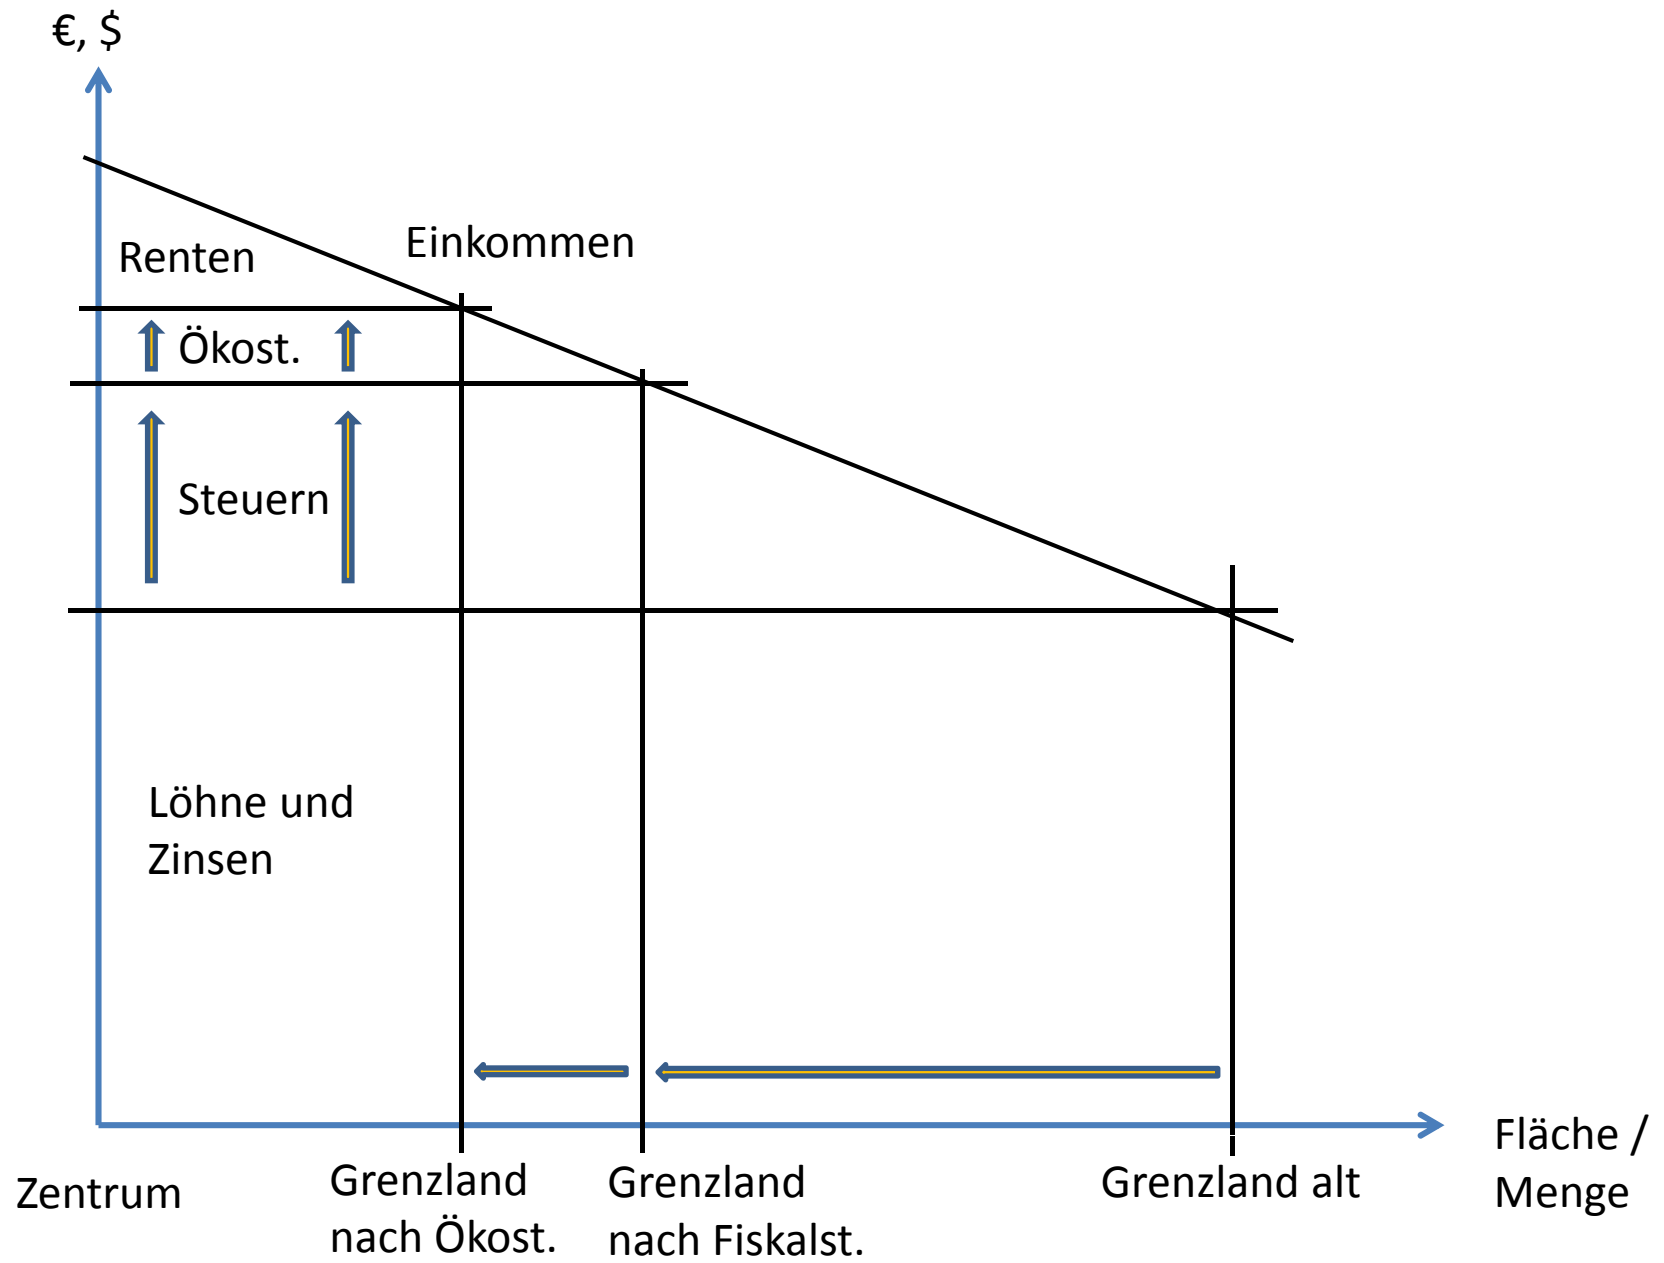 €, $
Einkommen
Renten
Ökost.
Steuern
Löhne und
Zinsen
Zentrum
Grenzland
nach Ökost.
Grenzland
nach Fiskalst.
Grenzland alt
Fläche /
Menge